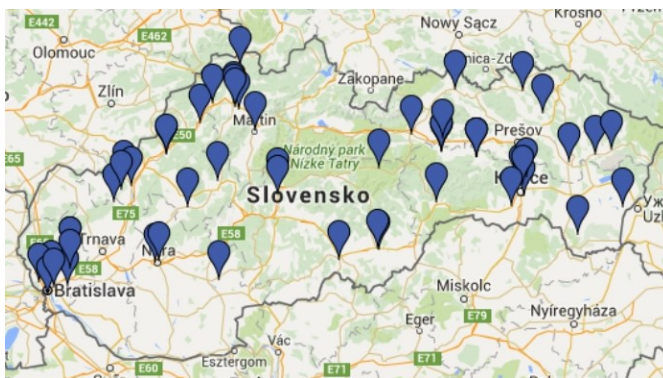 E442
Nowy Sącz
Krosno
Olomouc
E462
Zakopane
Zlín
Martin
E50
Prešov
Národný park
Nízke Tatry
E65
Slovensko
E75
Trnava
E58
E58
Bratislava
Miskolc
Nyíregyháza
Vác
Eger
E79
Esztergom
E60
E71
E71